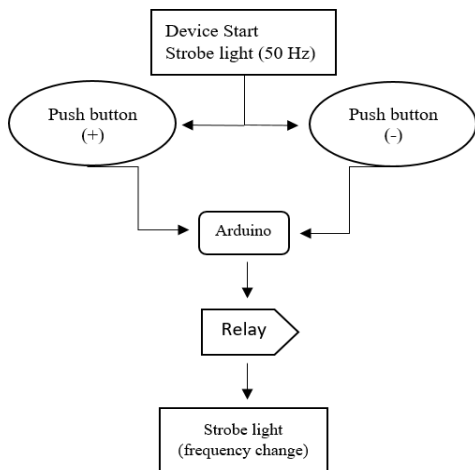 Device Start
Strobe light (50 Hz)
Push button
(+)
Push button
(-)
Arduino
Relay
Strobe light
(frequency change)